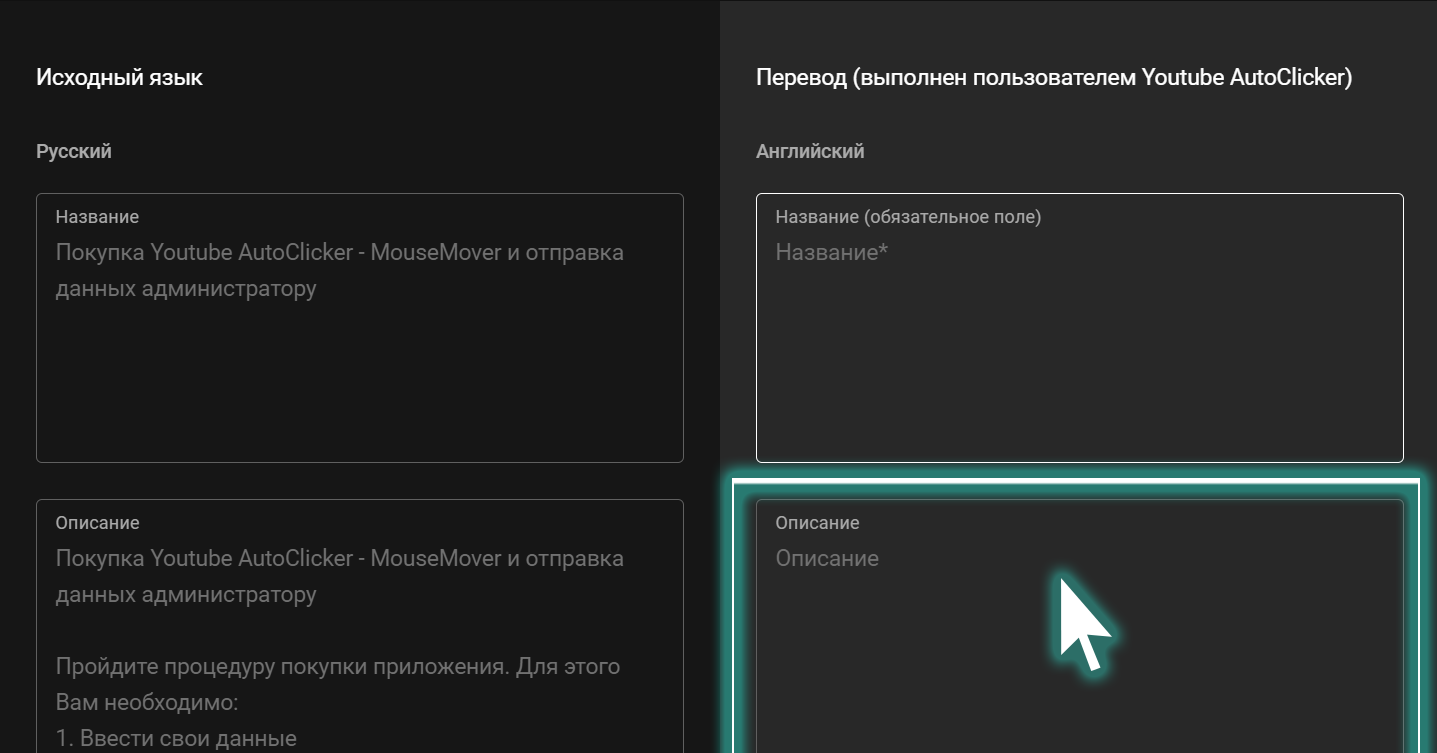 Исходный язык
Русский
Название
Покупка Youtube AutoClicker - MouseMover и отправка
данных администратору
Описание
Покупка Youtube AutoClicker - MouseMover и отправка
данных администратору
Пройдите процедуру покупки приложения. Для этого
Вам необходимо:
1. Ввести свои данные
Перевод (выполнен пользователем Youtube AutoClicker)
Английский
Название (обязательное поле)
Название*
Описание
Описание